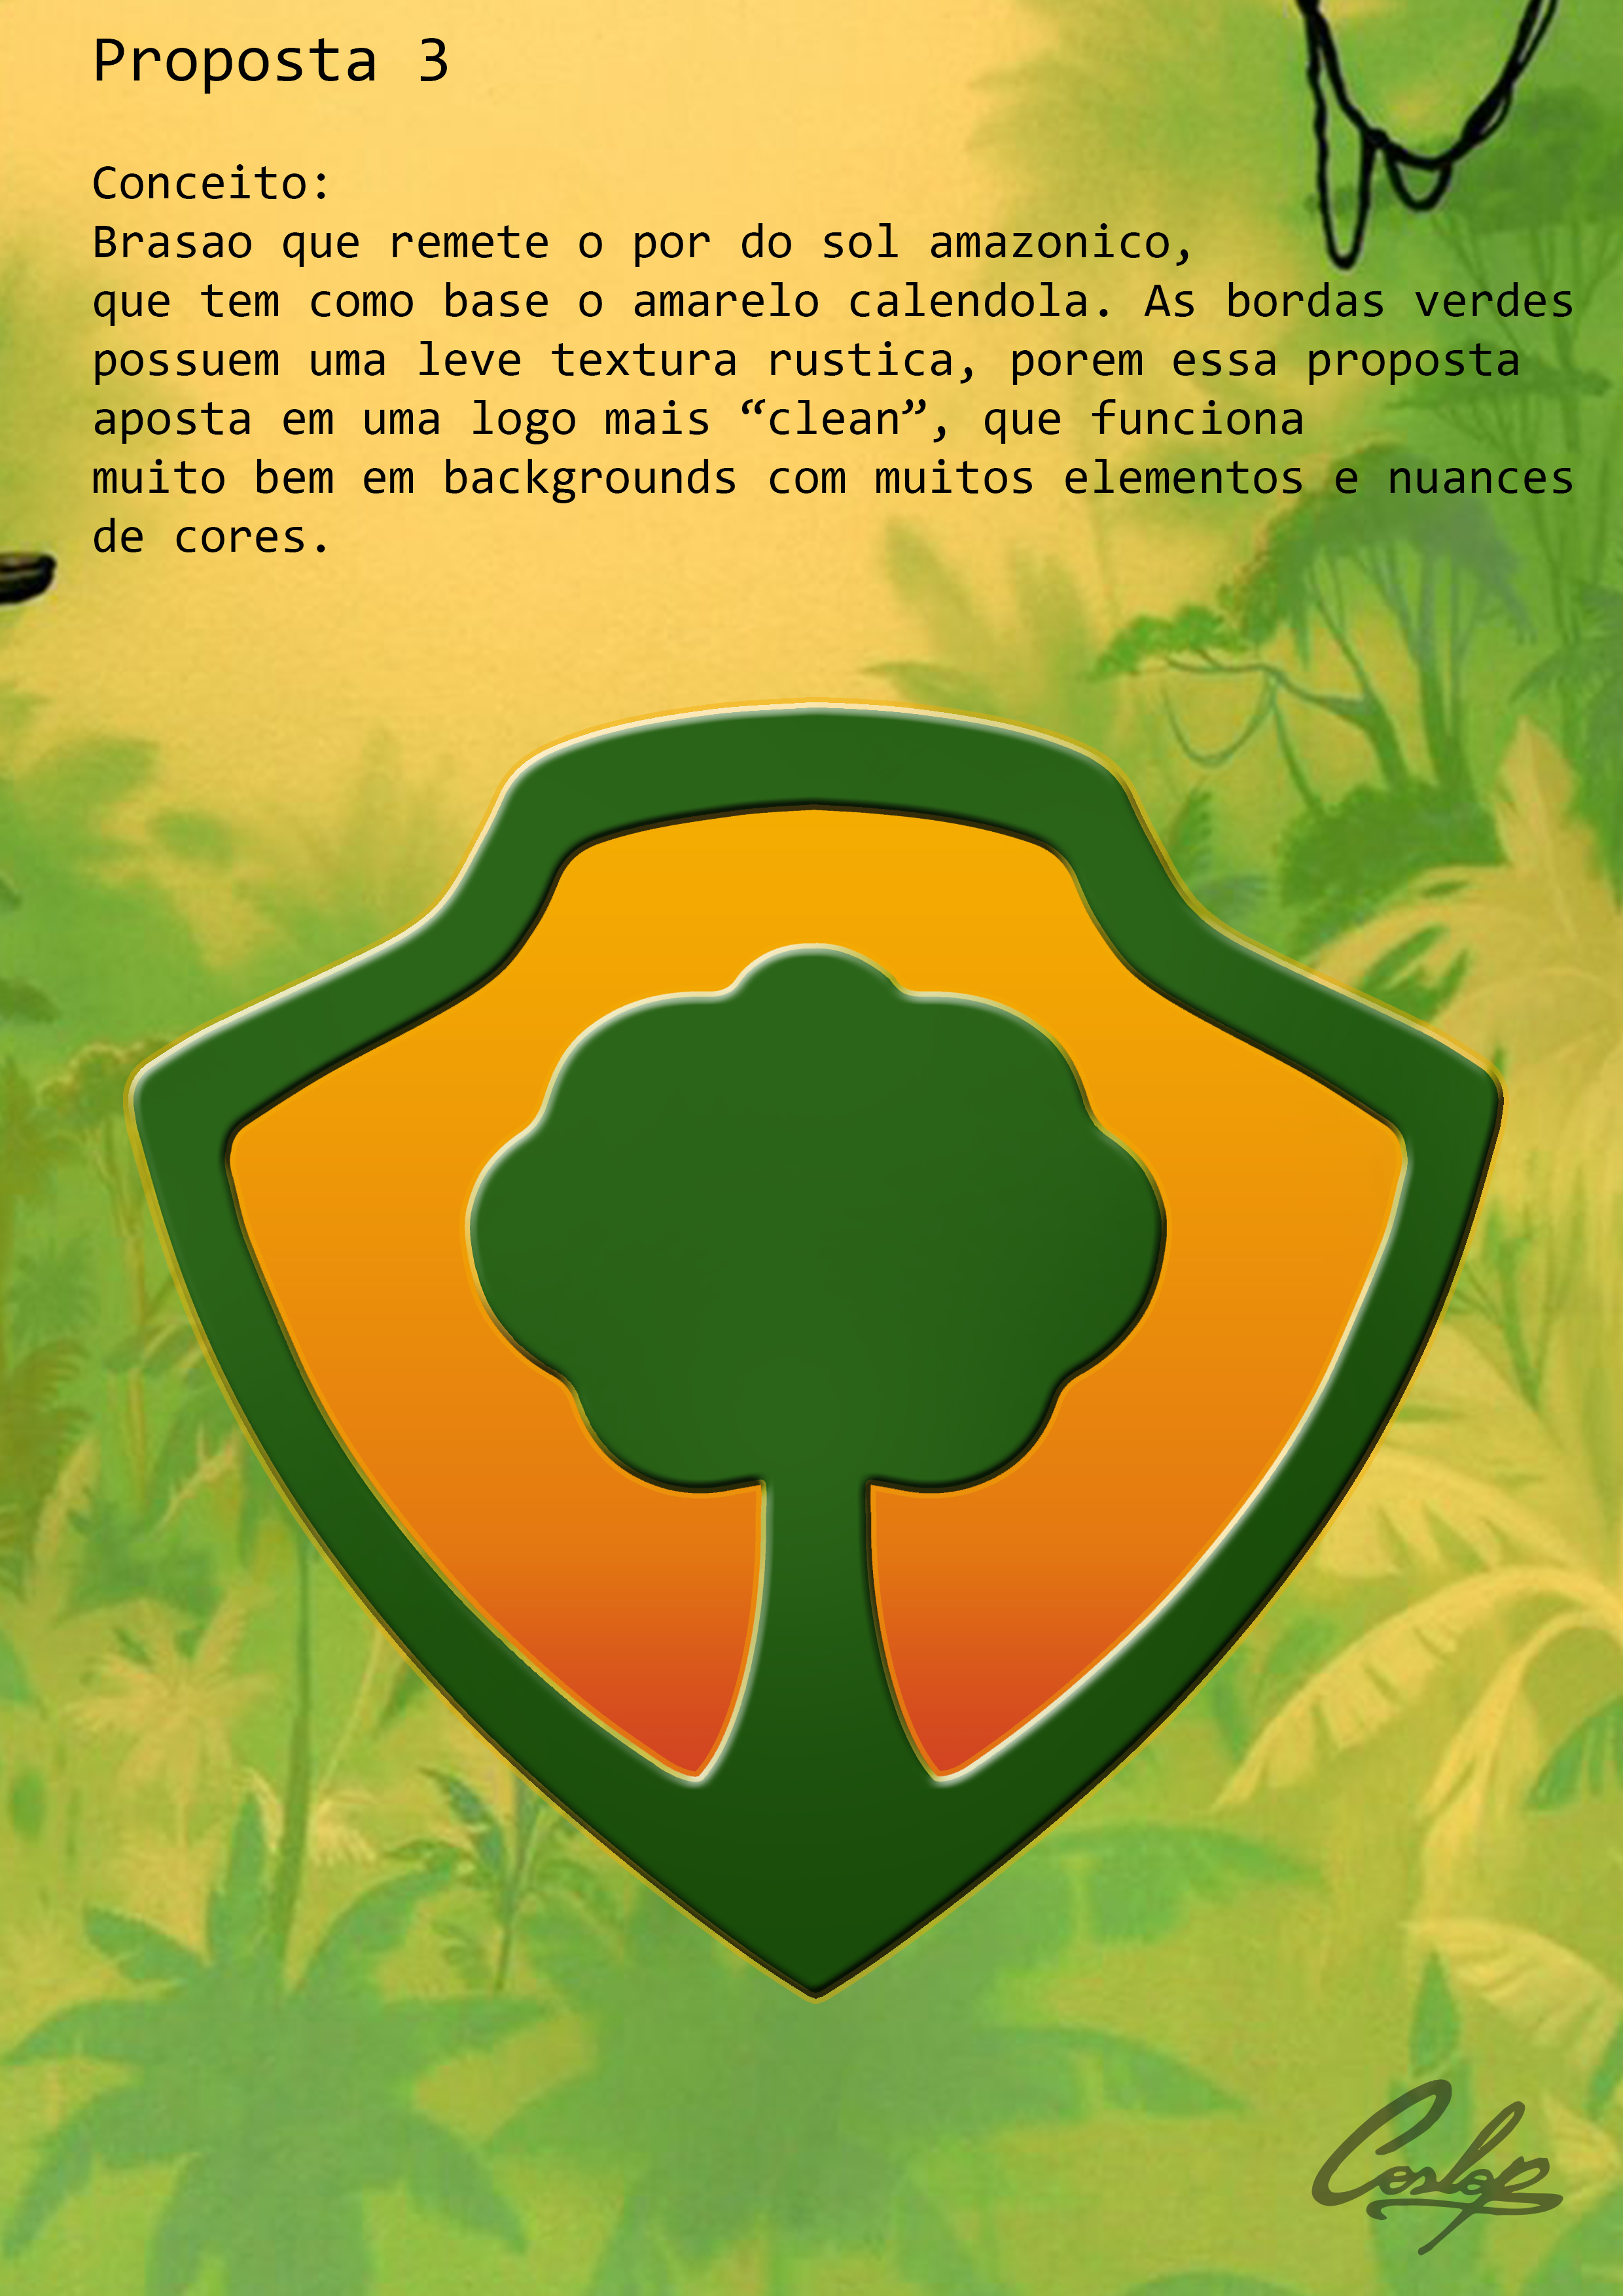 Proposta 3
Conceito:
Brasao que remete o por do sol amazonico,
que tem como base o amarelo calendola. As bordas verdes
possuem uma leve textura rustica, porem essa proposta
aposta em uma logo mais “clean”, que funciona
muito bem em backgrounds com muitos elementos e nuances
de cores.